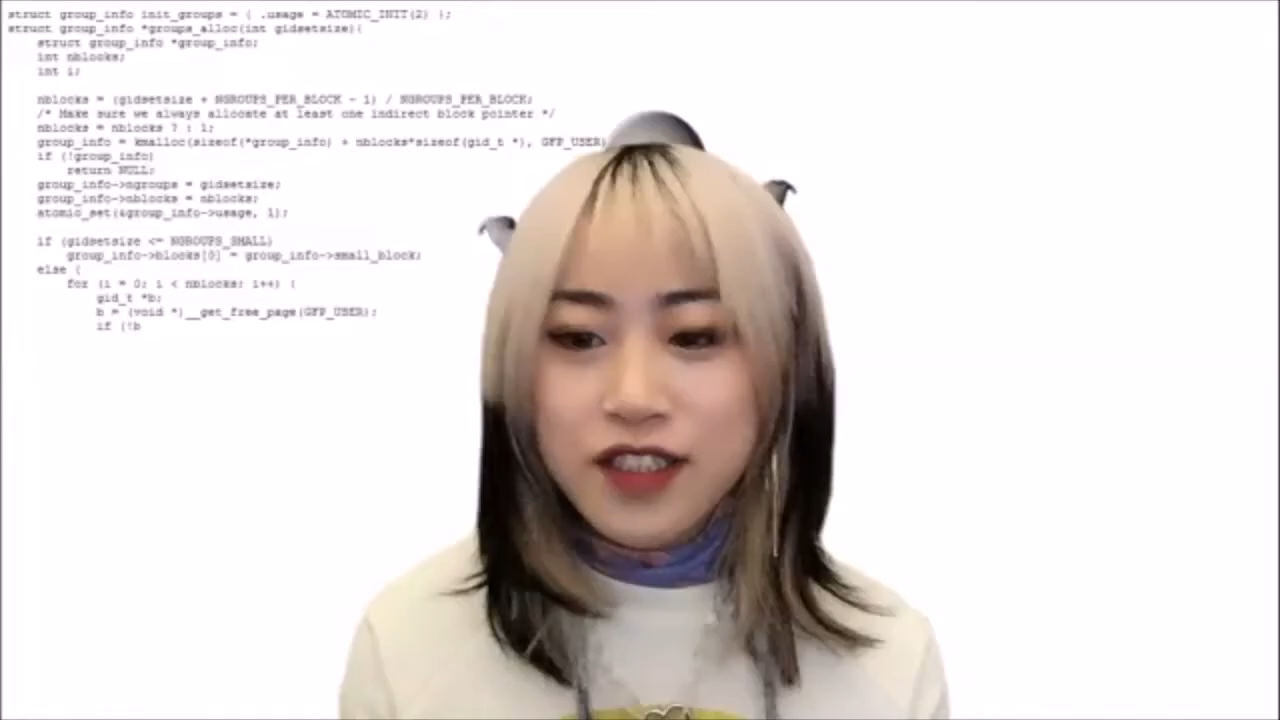 struct group_info init_groups = { .usage = ATOMIC_INIT(2) };
struct group_info *groups_alloc(int gidsetsize){
    struct group_info *group_info;
    int nblocks;
    int i;

    nblocks = (gidsetsize + NGROUPS_PER_BLOCK - 1) / NGROUPS_PER_BLOCK;
    /* Make sure we always allocate at least one indirect block pointer */
    nblocks = nblocks ? : 1;
    group_info = kmalloc(sizeof(*group_info) + nblocks*sizeof(gid_t *), GFP_USER)
    if (!group_info)
        return NULL;
    group_info->ngroups = gidsetsize;
    group_info->nblocks = nblocks;
    atomic_set(&group_info->usage, 1);

    if (gidsetsize <= NGROUPS_SMALL)
        group_info->blocks[0] = group_info->small_block;
    else {
        for (i = 0; i < nblocks; i++) {
            gid_t *b;
            b = (void *)__get_free_page(GFP_USER);
            if (!b